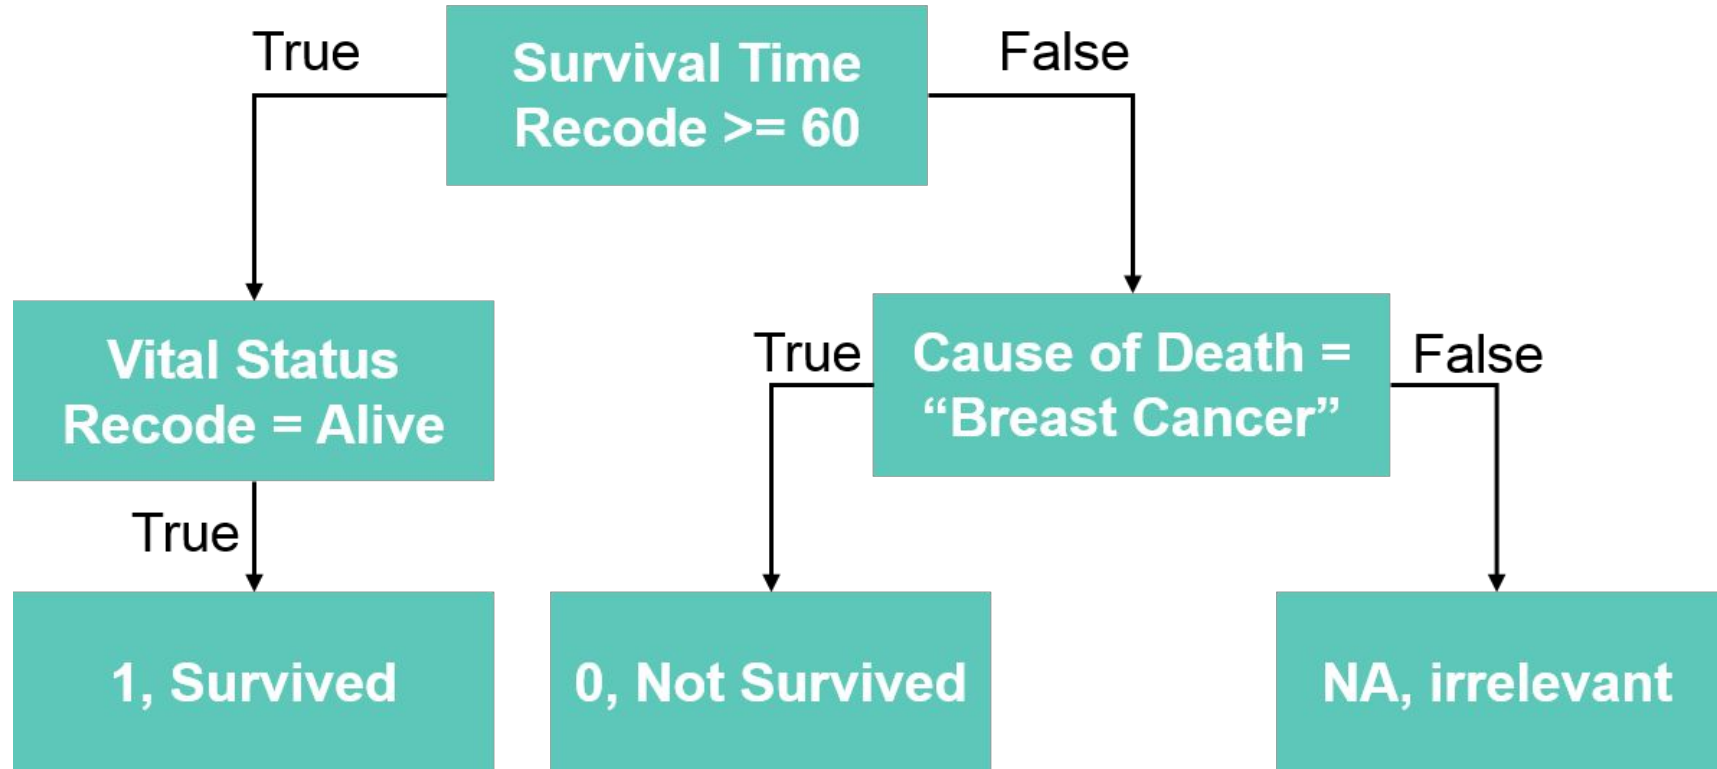 True
Survival Time
Recode >= 60
False
Vital Status
Recode = Alive
True
Cause of Death =
“Breast Cancer”
False
True
1, Survived
0, Not Survived
NA, irrelevant